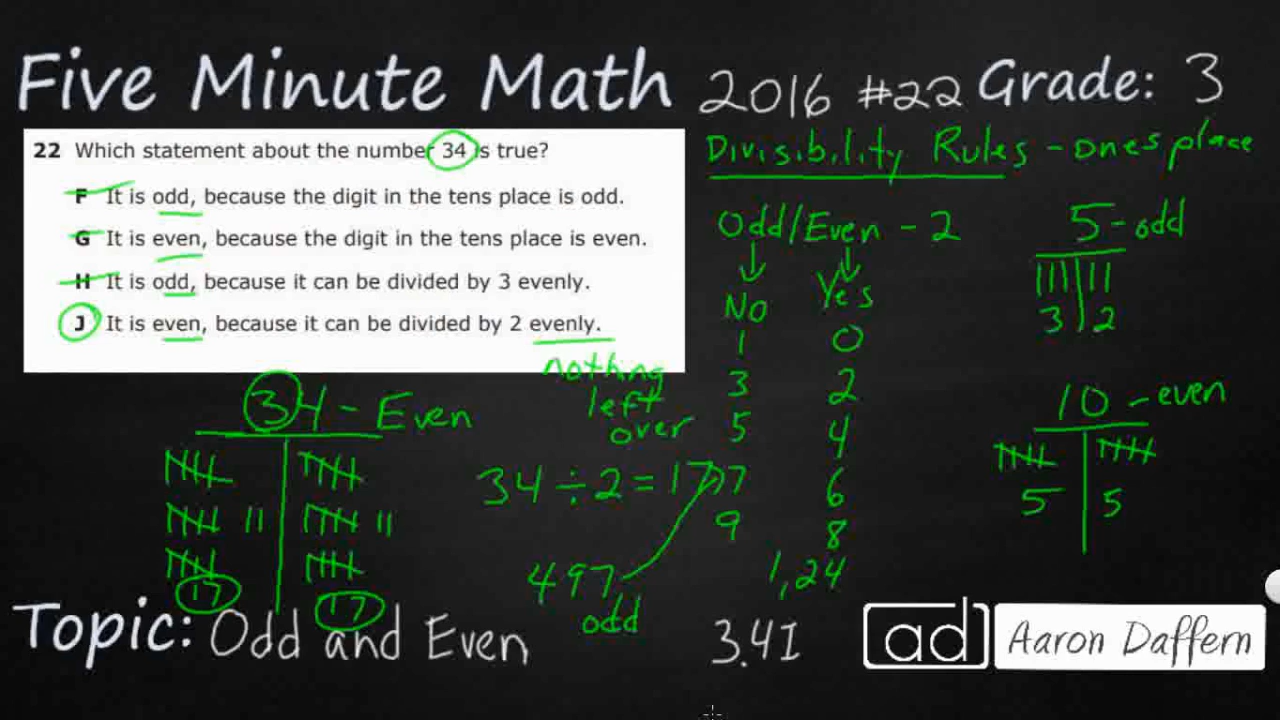 Five Minute Math 2016 #22 Grade: 3
22 Which statement about the number 34 is true?
F It is odd, because the digit in the tens place is odd.
G It is even, because the digit in the tens place is even.
H It is odd, because it can be divided by 3 evenly.
J It is even, because it can be divided by 2 evenly.
nothing
left
over
Divisibility Rules - ones place
Odd/Even - 2
No Yes
1 0
3 2
5 4
7 6
9 8
1,24
5 - odd
3 2
10 - even
5 5
34 - Even
17 17
34 ÷ 2 = 17
497
odd
Topic: Odd and Even
3.4I
ad Aaron Daffern